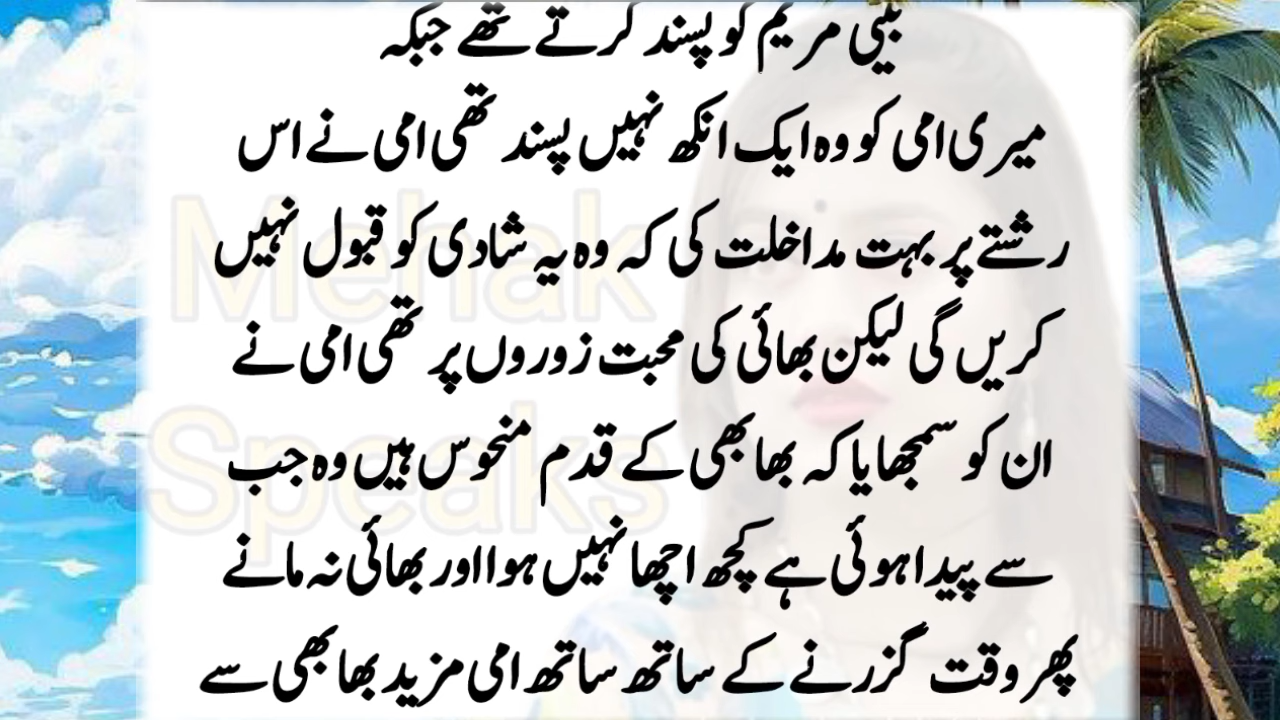 بیٹی مریم کو پسند کرتے تھے جبکہ
میری امی کو وہ ایک انکھ نہیں پسند تھی امی نے اس
رشتے پر بہت مداخلت کی کہ وہ یہ شادی کو قبول نہیں
کریں گی لیکن بھائی کی محبت زوروں پر تھی امی نے
ان کو سمجھایا کہ بھابھی کے قدم منحوس ہیں وہ جب
سے پیدا ہوئی ہے کچھ اچھا نہیں ہوا اور بھائی نہ مانے
پھر وقت گزرنے کے ساتھ ساتھ امی مزید بھابھی سے
Mehak
Speaks